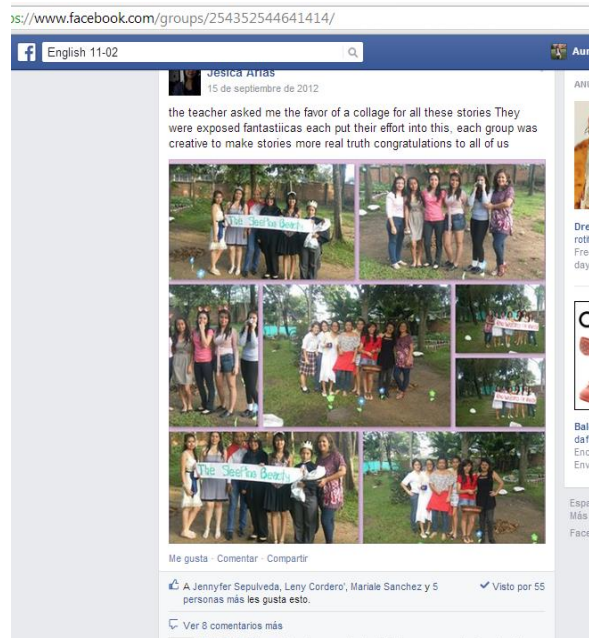 os://www.facebook.com/groups/254352544641414/
English 11-02
Jesica Arias
15 de septiembre de 2012
the teacher asked me the favor of a collage for all these stories They
were exposed fantastiicas each put their effort into this, each group was
creative to make stories more real truth congratulations to all of us
The Sleeping Beauty
The Sleeping Beauty
Me gusta · Comentar · Compartir
A Jennyfer Sepulveda, Leny Cordero', Mariale Sanchez y 5
personas más les gusta esto.
Visto por 55
Ver 8 comentarios más